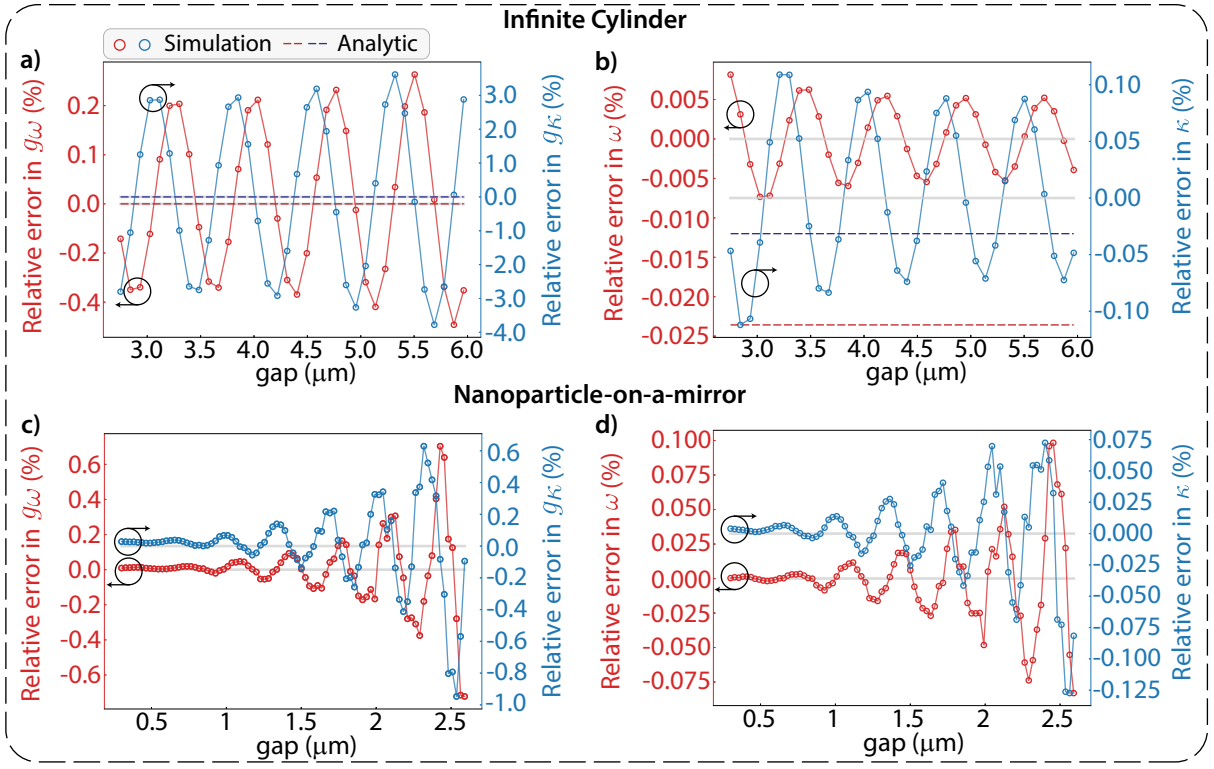 Infinite Cylinder
Simulation Analytic
a)
Relative error in gω (%)
0.2
0.1
0.0
-0.2
-0.4
3.0
2.0
1.0
0.0
-1.0
-2.0
-3.0
-4.0
Relative error in gκ (%)
3.0 3.5 4.0 4.5 5.0 5.5 6.0
gap (μm)
b)
Relative error in ω (%)
0.005
0.000
-0.005
-0.010
-0.015
-0.020
-0.025
0.10
0.05
0.00
-0.05
-0.10
Relative error in κ (%)
3.0 3.5 4.0 4.5 5.0 5.5 6.0
gap (μm)
Nanoparticle-on-a-mirror
c)
Relative error in gω (%)
0.6
0.4
0.2
0.0
-0.2
-0.4
-0.6
0.6
0.4
0.2
0.0
-0.2
-0.4
-0.6
-0.8
-1.0
Relative error in gκ (%)
0.5 1 1.5 2 2.5
gap (μm)
d)
Relative error in ω (%)
0.100
0.075
0.050
0.025
0.000
-0.025
-0.050
-0.075
0.075
0.050
0.025
0.000
-0.025
-0.050
-0.075
-0.100
-0.125
Relative error in κ (%)
0.5 1 1.5 2 2.5
gap (μm)